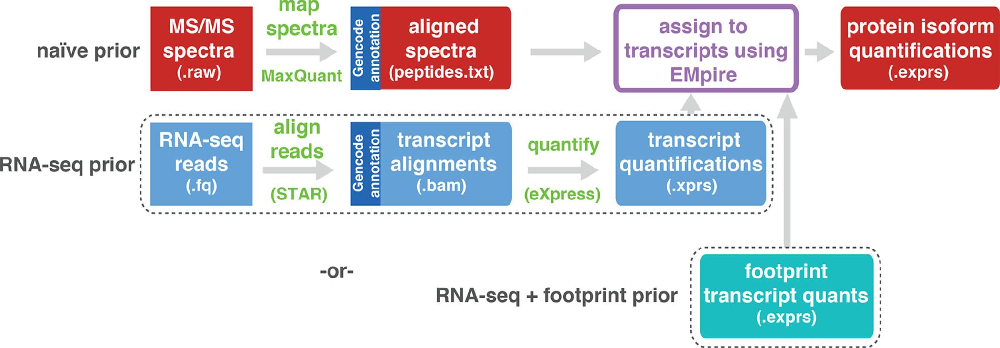 naïve prior
MS/MS
spectra
(.raw)
map
spectra
MaxQuant
Gencode
annotation
aligned
spectra
(peptides.txt)
assign to
transcripts using
EMpire
protein isoform
quantifications
(.exprs)
RNA-seq prior
RNA-seq
reads
(.fq)
align
reads
(STAR)
Gencode
annotation
transcript
alignments
(.bam)
quantify
(eXpress)
transcript
quantifications
(.xprs)
-or-
RNA-seq + footprint prior
footprint
transcript quants
(.exprs)